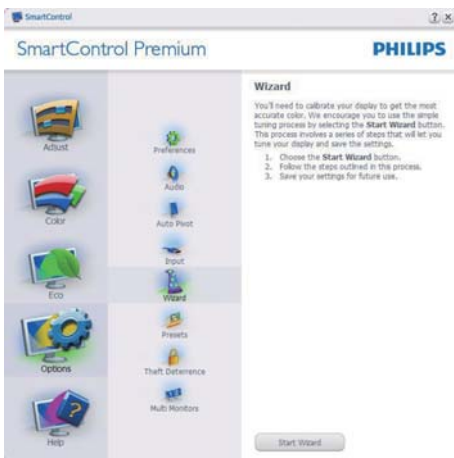 SmartControl
SmartControl Premium
PHILIPS
Adjust
Color
Eco
Options
Help
Preferences
Audio
Auto Pivot
Input
Wizard
Presets
Theft Deterrence
Multi Monitors
Wizard
You'll need to calibrate your display to get the most
accurate color. We encourage you to use the simple
tuning process by selecting the Start Wizard button.
This process involves a series of steps that will let you
tune your display and save the settings.
1. Choose the Start Wizard button.
2. Follow the steps outlined in this process.
3. Save your settings for future use.
Start Wizard